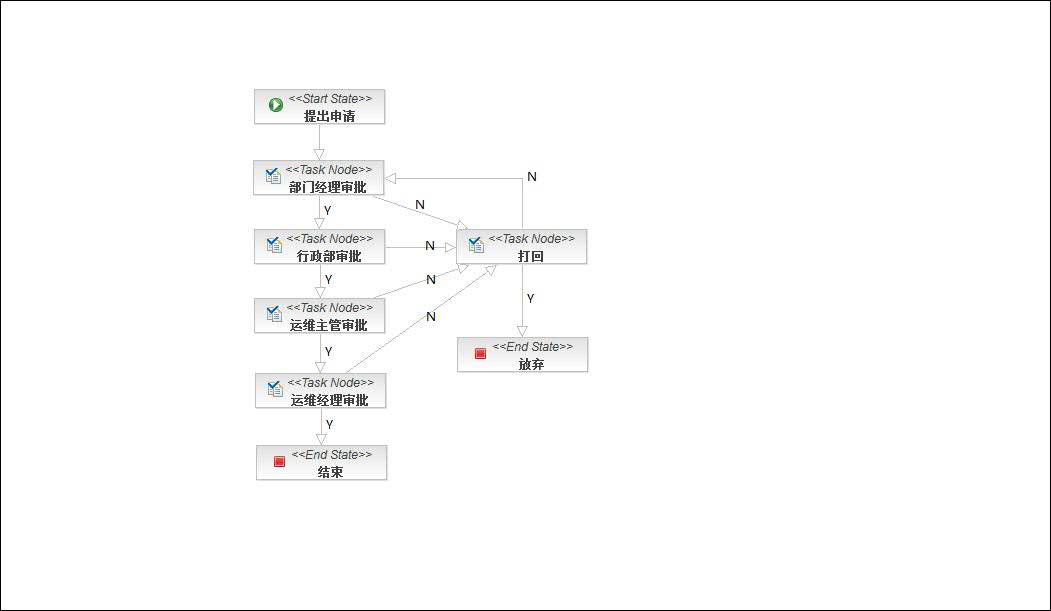 <<Start State>>
提出申请
<<Task Node>>
部门经理审批
N
N
Y
<<Task Node>>
行政部审批
N
<<Task Node>>
打回
Y
N
Y
<<Task Node>>
运维主管审批
N
Y
<<End State>>
放弃
<<Task Node>>
运维经理审批
Y
<<End State>>
结束